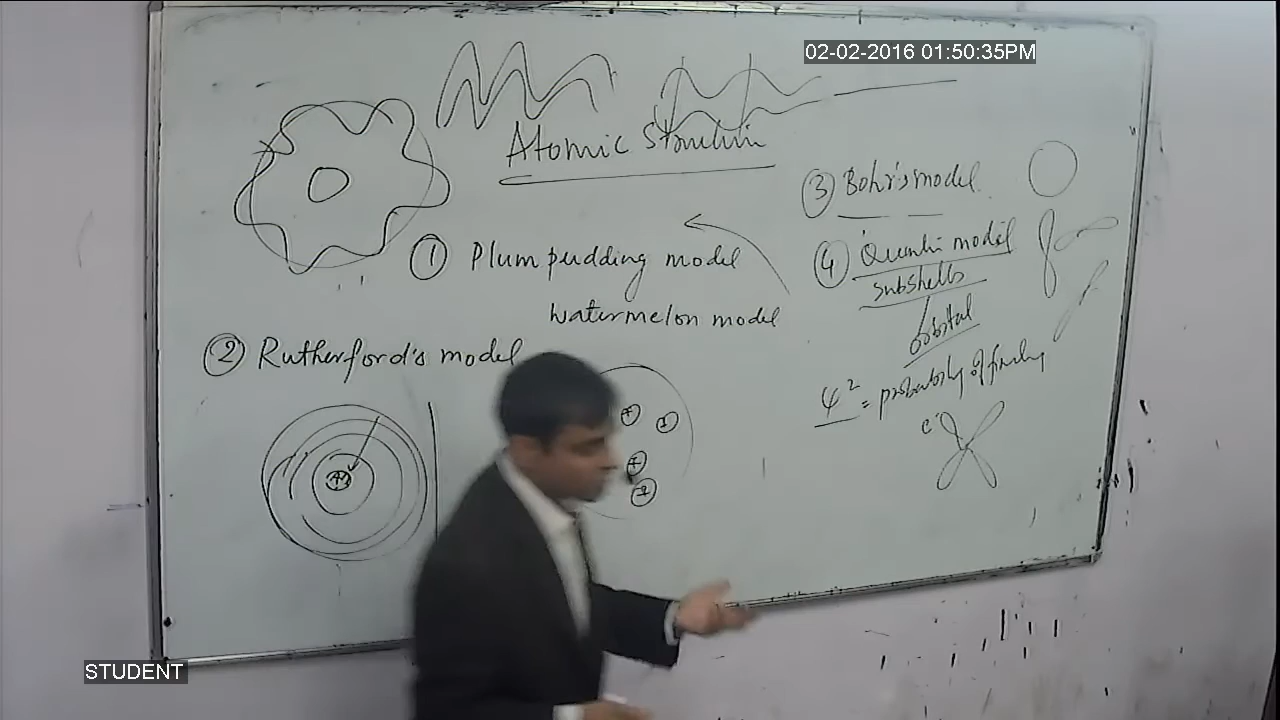 02-02-2016 01:50:35PM
Atomic Structure
① Plum pudding model
watermelon model
② Rutherford's model
③ Bohr's model
④ Quantum model
subshells
orbital
ψ² = probability of finding
e⁻
STUDENT